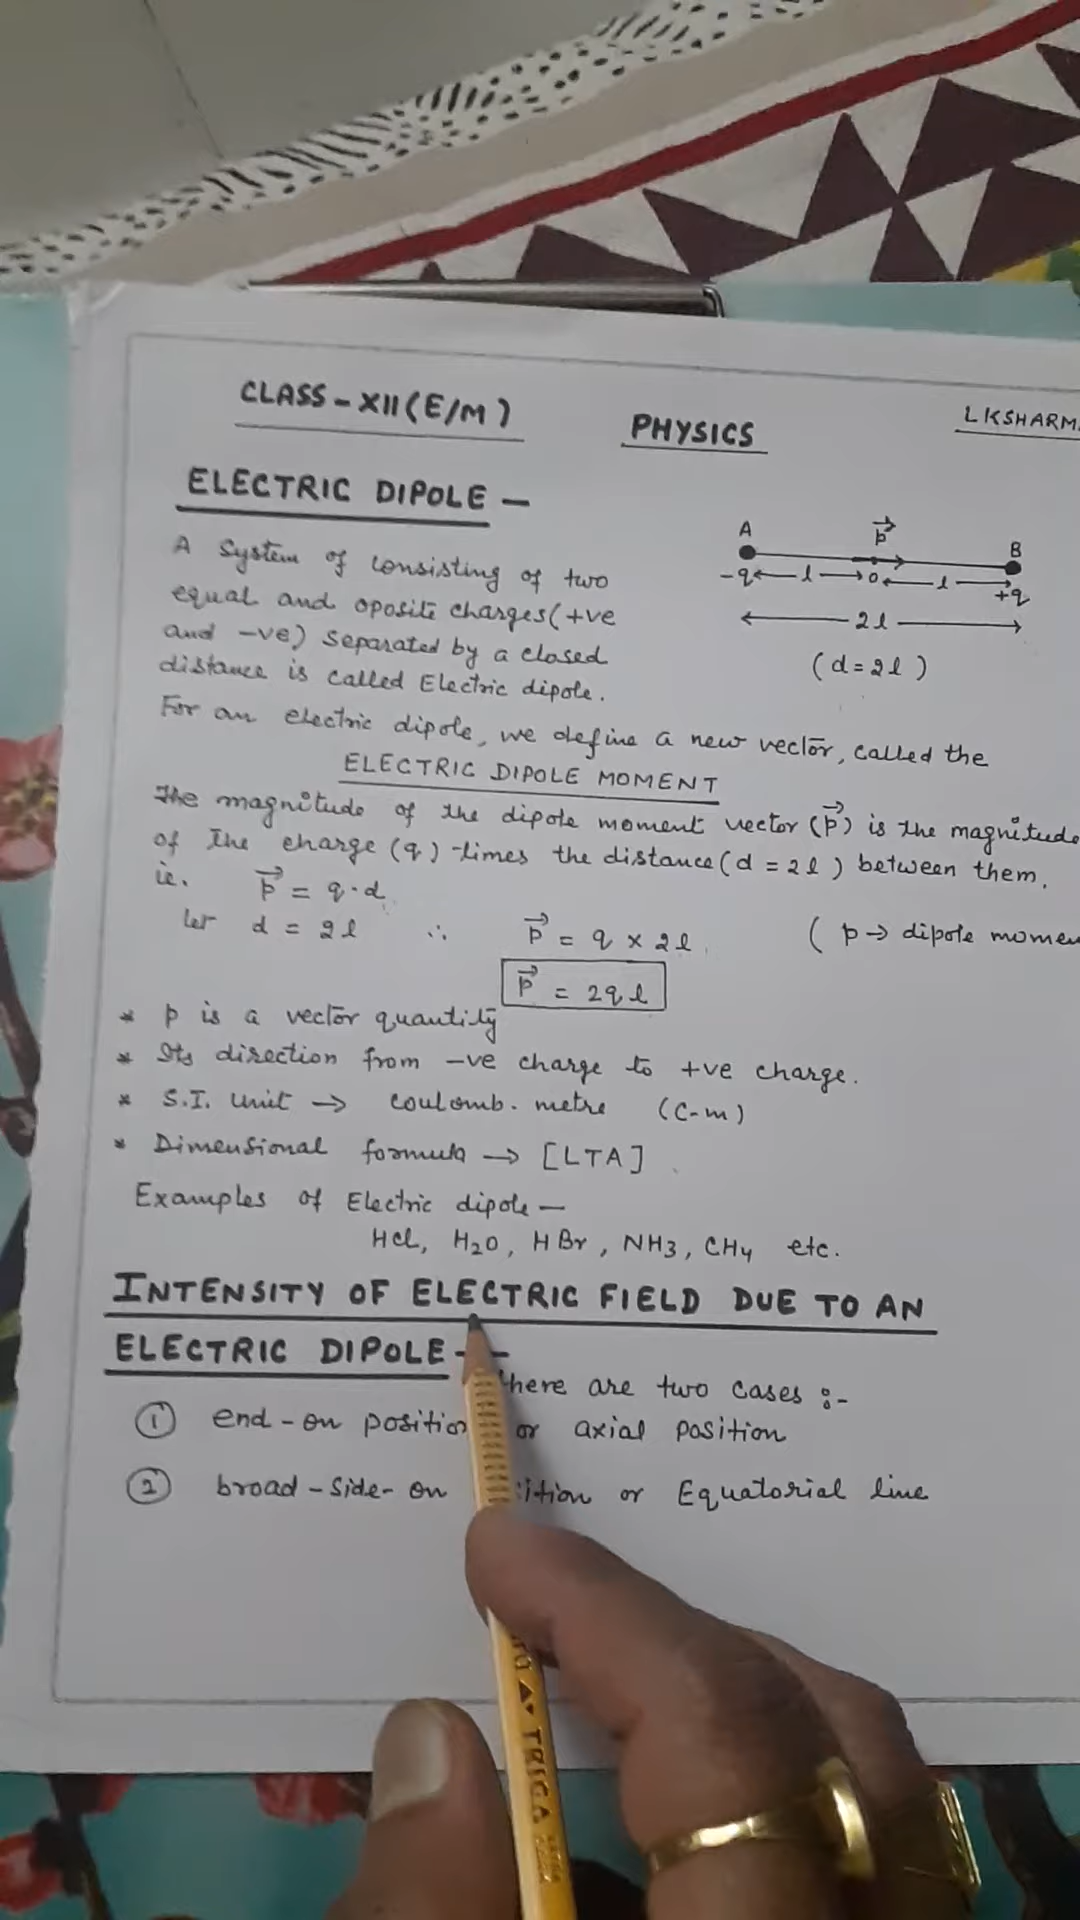 CLASS-XII(E/M)
PHYSICS
LKSHARMA
ELECTRIC DIPOLE -
A
p⃗
B
-q
l
o
l
+q
2l
(d=2l)
A system of consisting of two
equal and oposite charges(+ve
and -ve) separated by a closed
distance is called Electric dipole.
For an electric dipole, we define a new vector, called the
ELECTRIC DIPOLE MOMENT
The magnitude of the dipole moment vector (p⃗) is the magnitude
of the charge (q) times the distance (d = 2l) between them.
ie. p⃗ = q·d
let d = 2l ∴ p⃗ = q × 2l. ( p → dipole momen
p⃗ = 2ql
* p is a vector quantity
* Its direction from -ve charge to +ve charge.
* S.I. unit → coulomb. metre (C-m)
* Dimensional formula → [LTA]
Examples of Electric dipole —
HCl, H₂O, HBr, NH3, CH4 etc.
INTENSITY OF ELECTRIC FIELD DUE TO AN
ELECTRIC DIPOLE -
here are two cases :-
① end-on position or axial position
② broad-side-on ition or Equatorial line
TRIGA